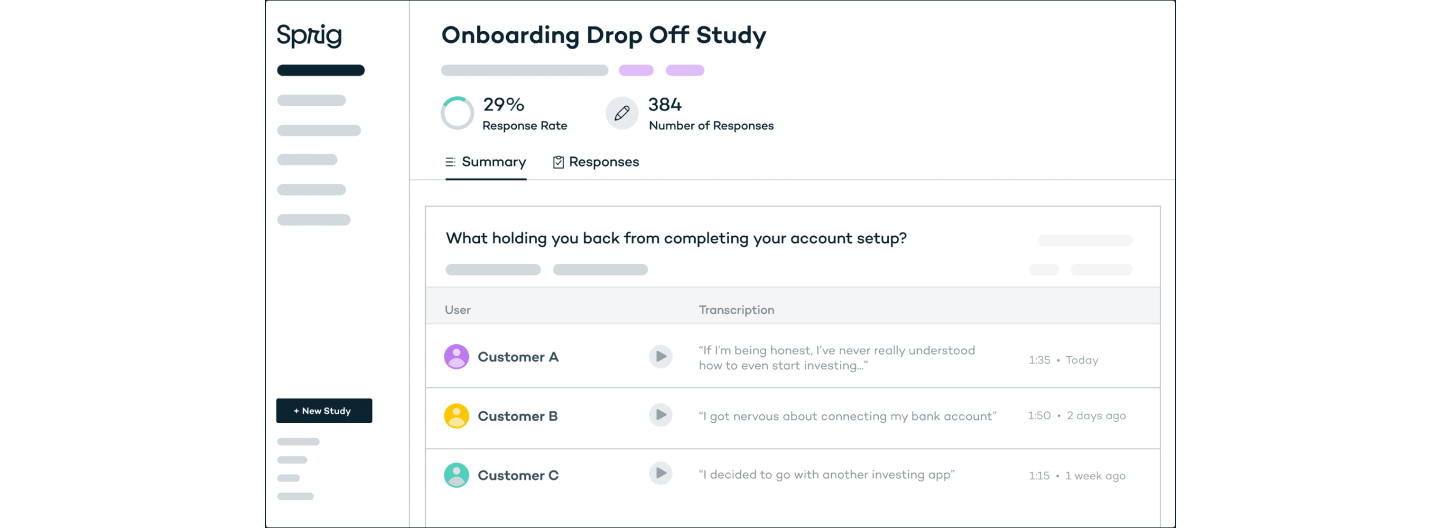 Sprig
Onboarding Drop Off Study
29%
Response Rate
384
Number of Responses
Summary
Responses
What holding you back from completing your account setup?
User
Transcription
Customer A
“If I’m being honest, I’ve never really understood
how to even start investing...”
1:35 • Today
Customer B
“I got nervous about connecting my bank account”
1:50 • 2 days ago
Customer C
“I decided to go with another investing app”
1:15 • 1 week ago
+ New Study